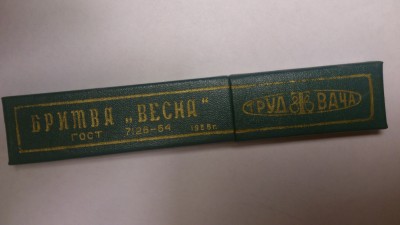 БРИТВА „ВЕСНА"
ГОСТ 7126-54 1958г.
ТРУД ВАЧА